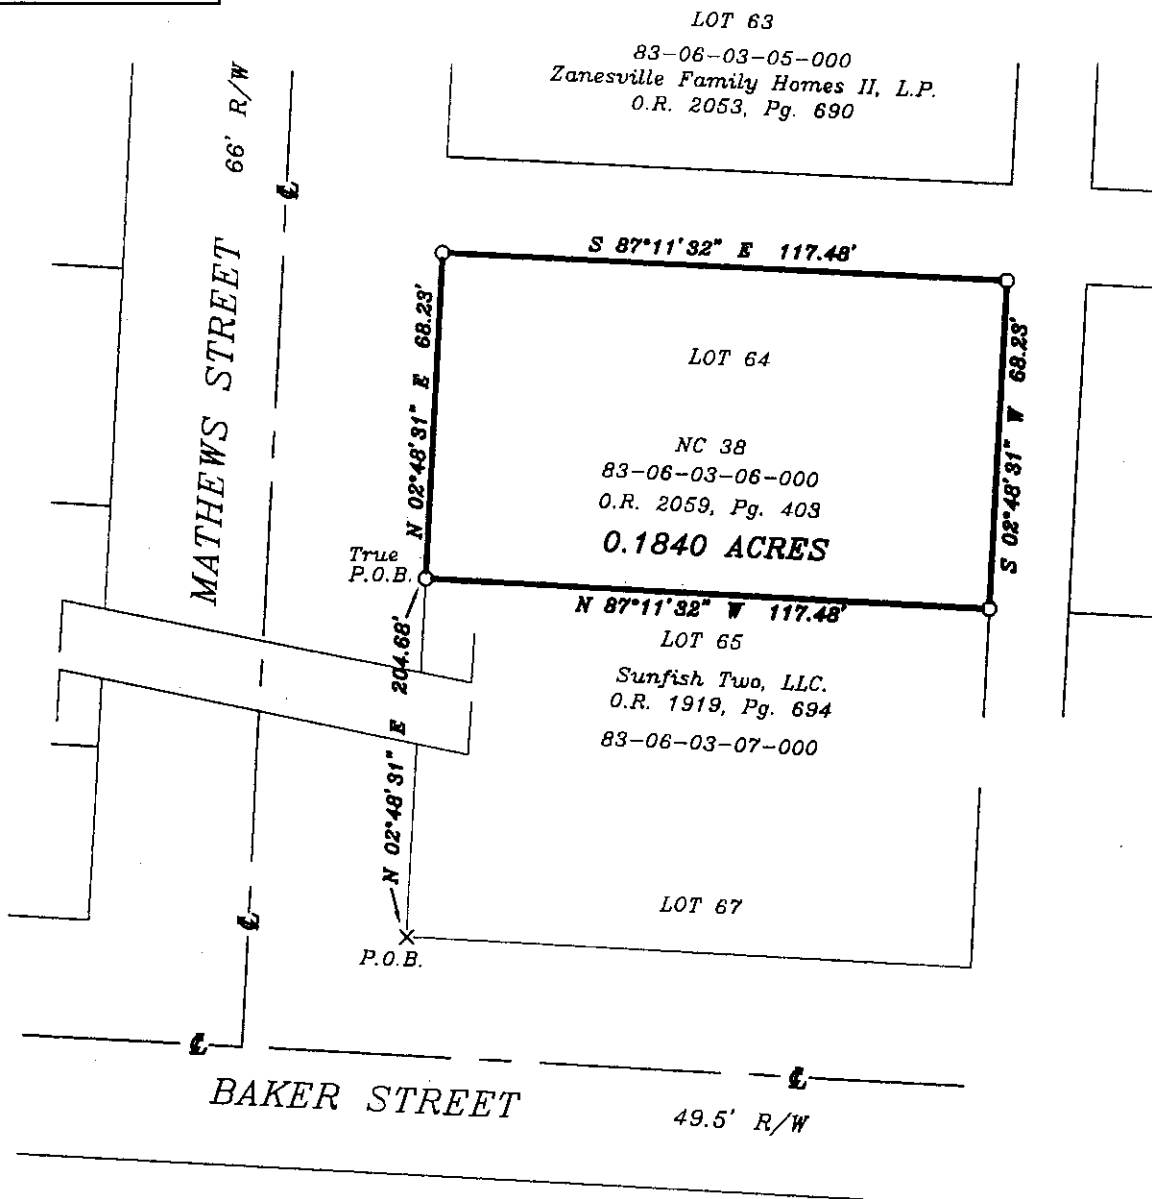 LOT 63
83-06-03-05-000
Zanesville Family Homes II, L.P.
O.R. 2053, Pg. 690
66' R/W
MATHEWS STREET
S 87°11'32" E 117.48'
N 02°48'31" E 68.23'
S 02°48'31" W 68.23'
LOT 64
NC 38
83-06-03-06-000
O.R. 2059, Pg. 403
0.1840 ACRES
True
P.O.B.
N 87°11'32" W 117.48'
LOT 65
Sunfish Two, LLC.
O.R. 1919, Pg. 694
83-06-03-07-000
N 02°48'31" E 204.68'
LOT 67
P.O.B.
BAKER STREET
49.5' R/W